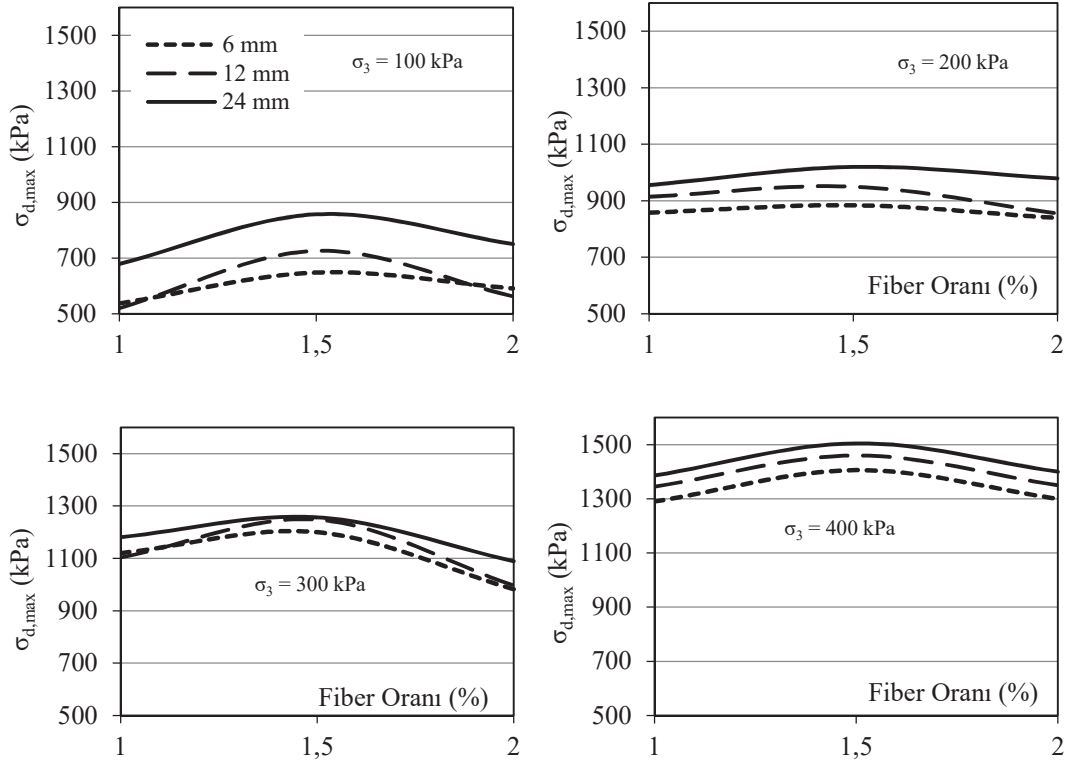 1500
1300
1100
900
700
500
σd,max (kPa)
6 mm
12 mm
24 mm
σ3 = 100 kPa
1
1,5
2
1500
1300
1100
900
700
500
σd,max (kPa)
σ3 = 200 kPa
Fiber Oranı (%)
1
1,5
2
1500
1300
1100
900
700
500
σd,max (kPa)
σ3 = 300 kPa
Fiber Oranı (%)
1
1,5
2
1500
1300
1100
900
700
500
σd,max (kPa)
σ3 = 400 kPa
Fiber Oranı (%)
1
1,5
2